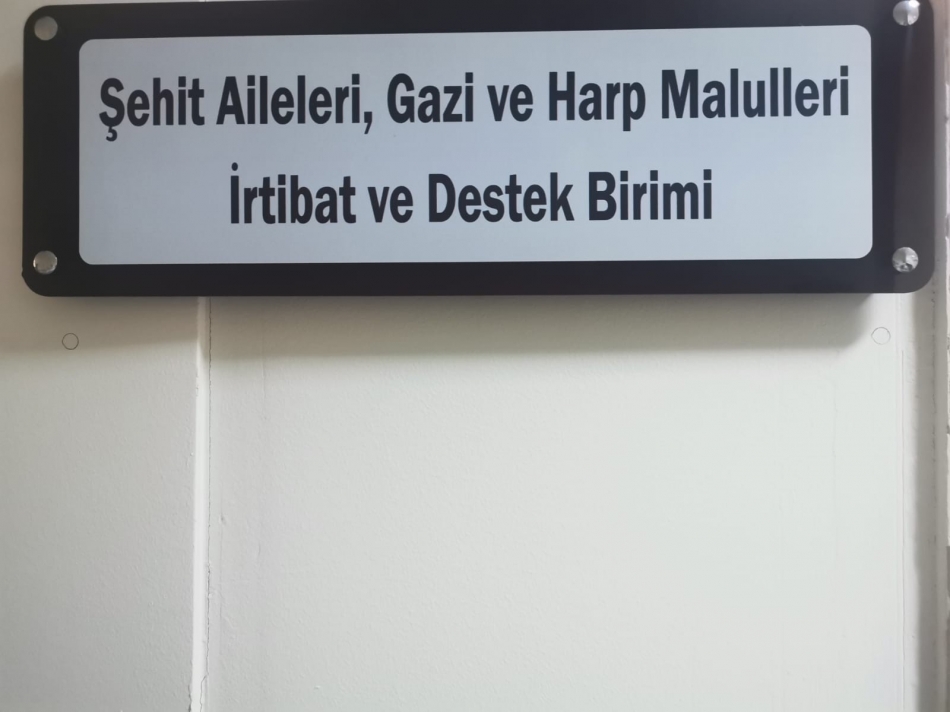 Şehit Aileleri, Gazi ve Harp Malulleri
İrtibat ve Destek Birimi